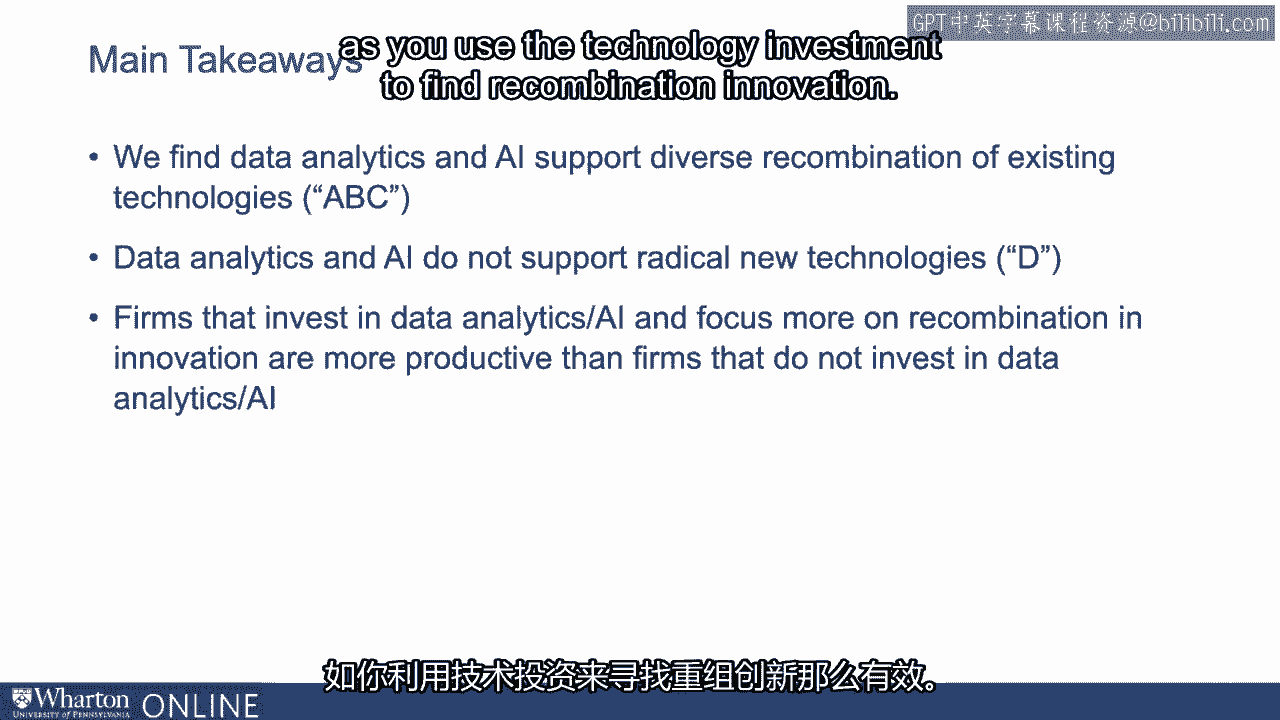 GPT中英字幕课程资源@bilibili.com
as you use the technology investment
to find recombination innovation.
Main Takeaways
• We find data analytics and AI support diverse recombination of existing
technologies (“ABC”)
• Data analytics and AI do not support radical new technologies (“D”)
• Firms that invest in data analytics/AI and focus more on recombination in
innovation are more productive than firms that do not invest in data
analytics/AI
如你利用技术投资来寻找重组创新那么有效。
Wharton
UNIVERSITY of PENNSYLVANIA
ONLINE